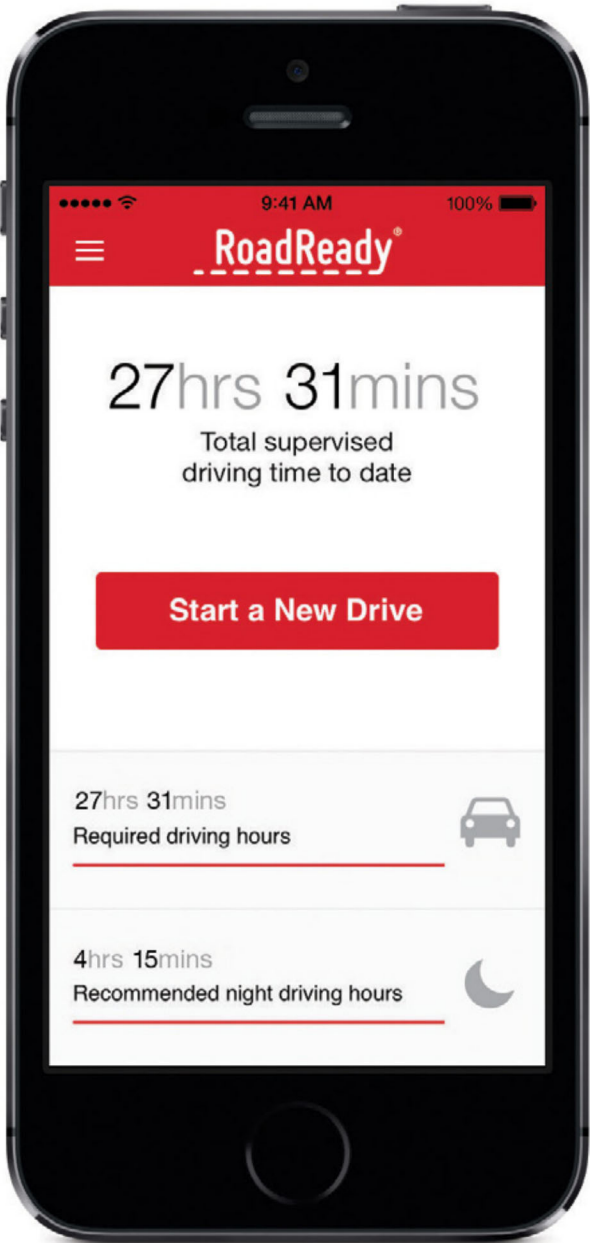 9:41 AM 100%
RoadReady®
27hrs 31mins
Total supervised
driving time to date
Start a New Drive
27hrs 31mins
Required driving hours
4hrs 15mins
Recommended night driving hours